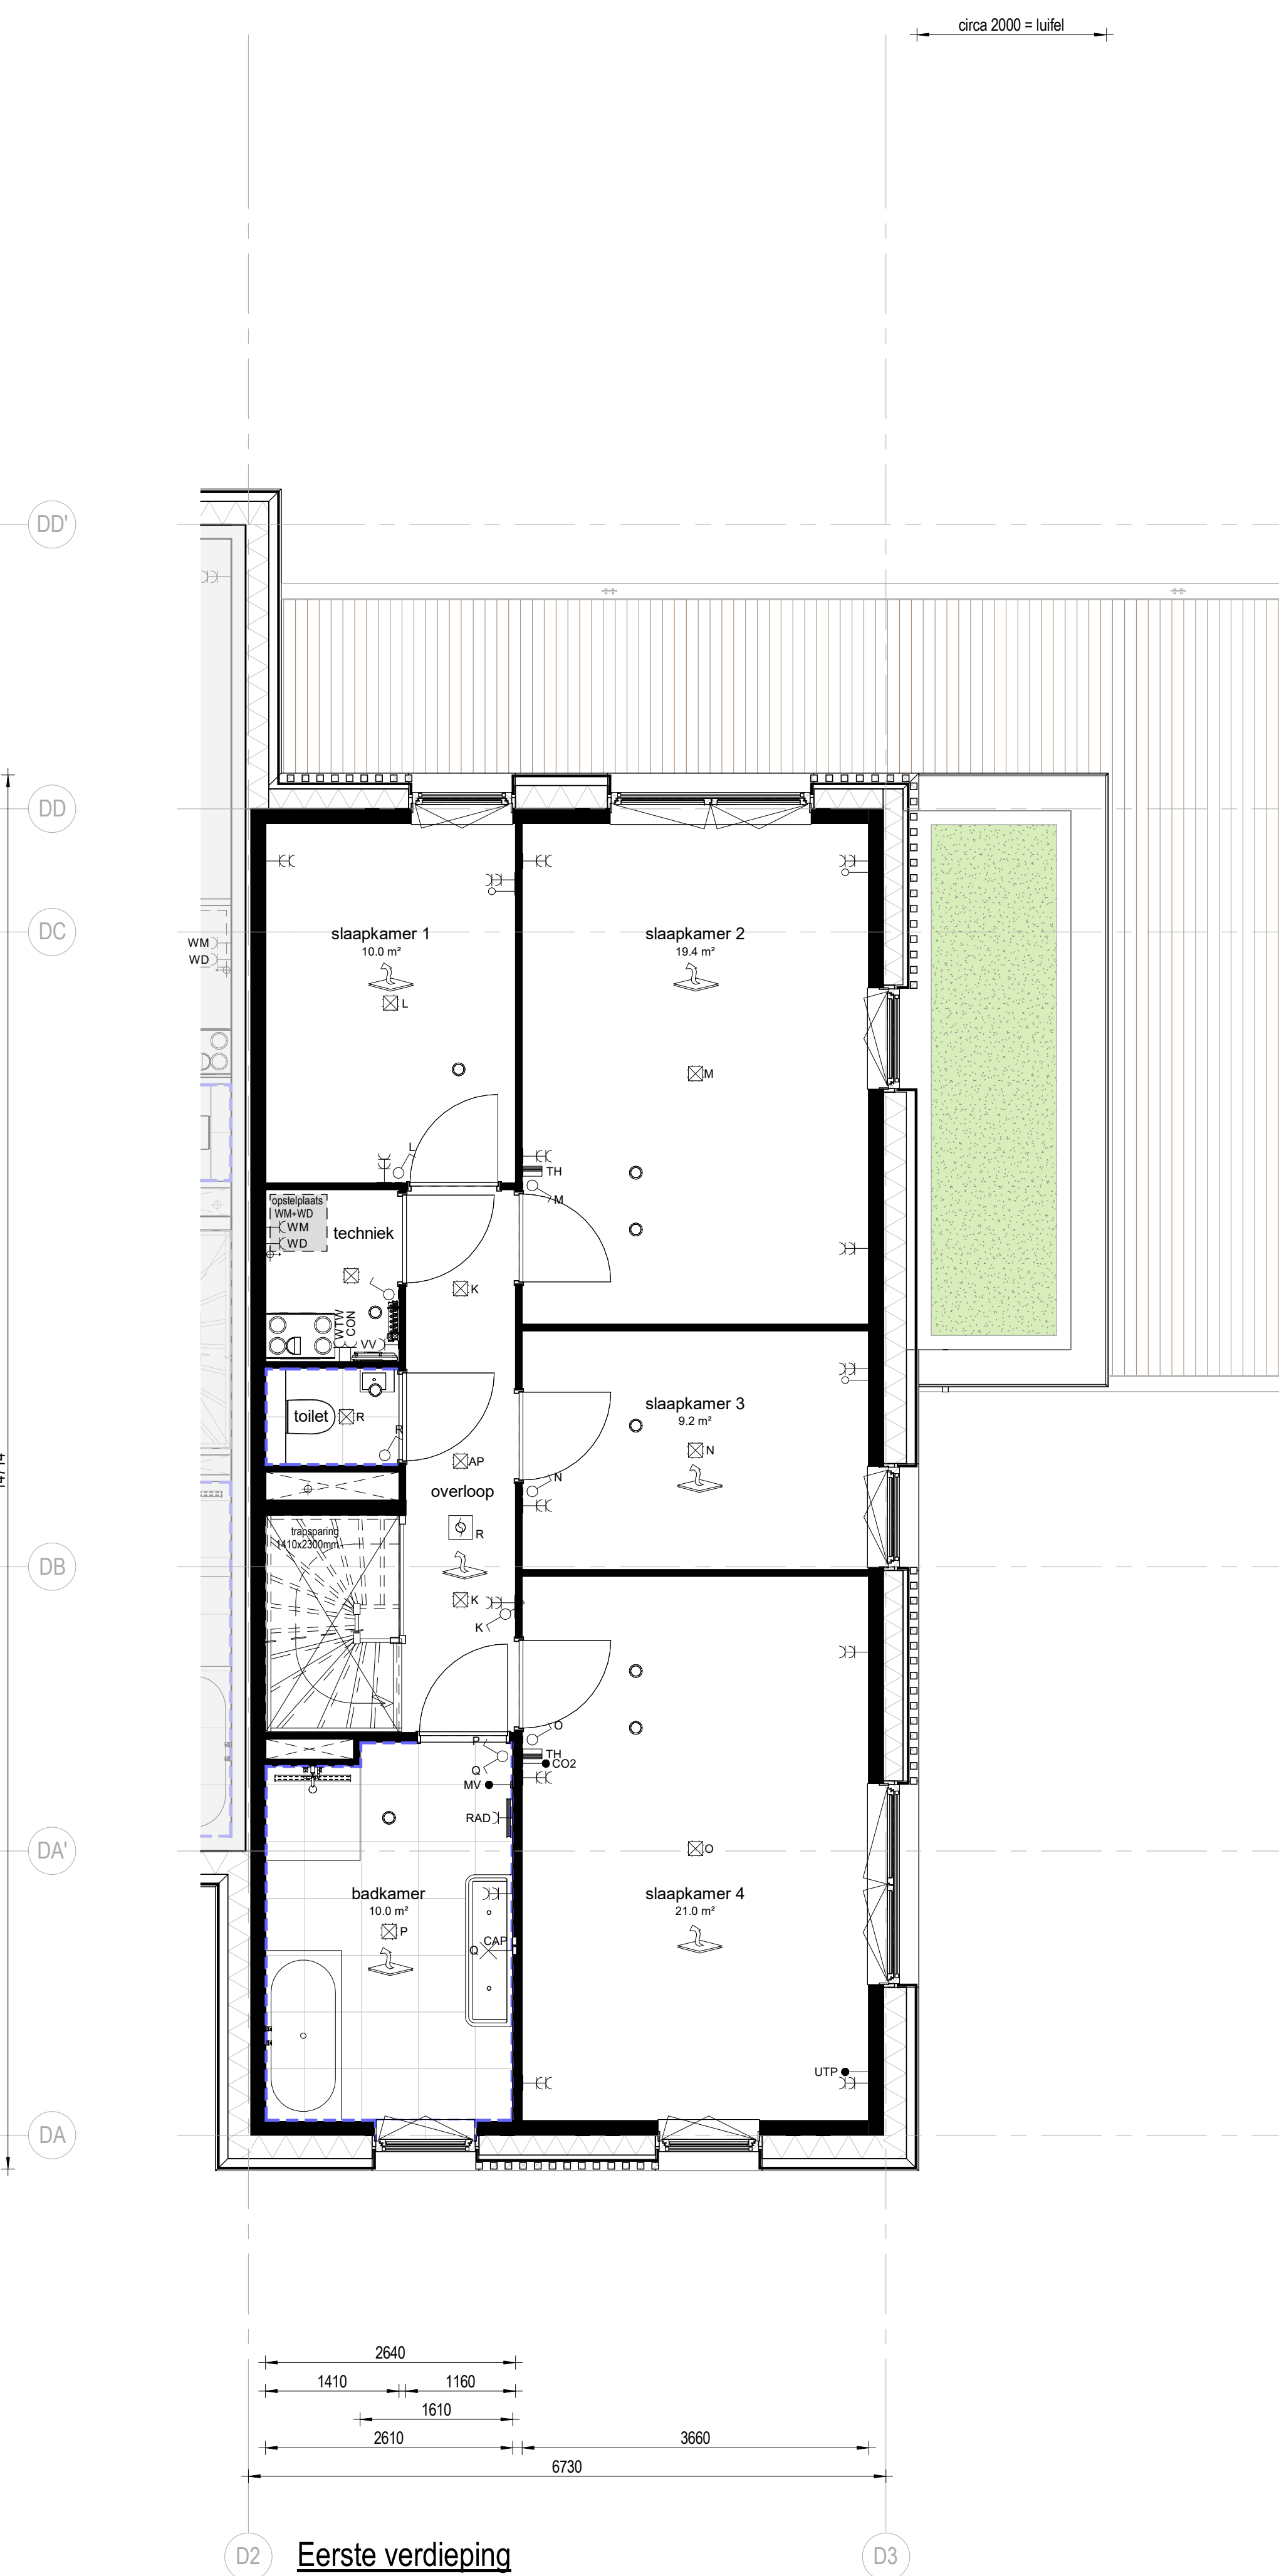 circa 2000 = luifel
DD'
DD
slaapkamer 1
10.0 m²
L
slaapkamer 2
19.4 m²
M
DC
WM
WD
L
TH
M
opstelplaats
WM+WD
WM
WD
techniek
K
WTW
CON
VV
toilet
R
R
AP
overloop
R
K
K
slaapkamer 3
9.2 m²
N
N
14714
trapsparing
1410x2300mm
DB
O
TH
CO2
P
Q
MV
RAD
DA'
badkamer
10.0 m²
P
CAP
Q
O
slaapkamer 4
21.0 m²
UTP
DA
2640
1410
1160
1610
2610
3660
6730
D2
Eerste verdieping
D3